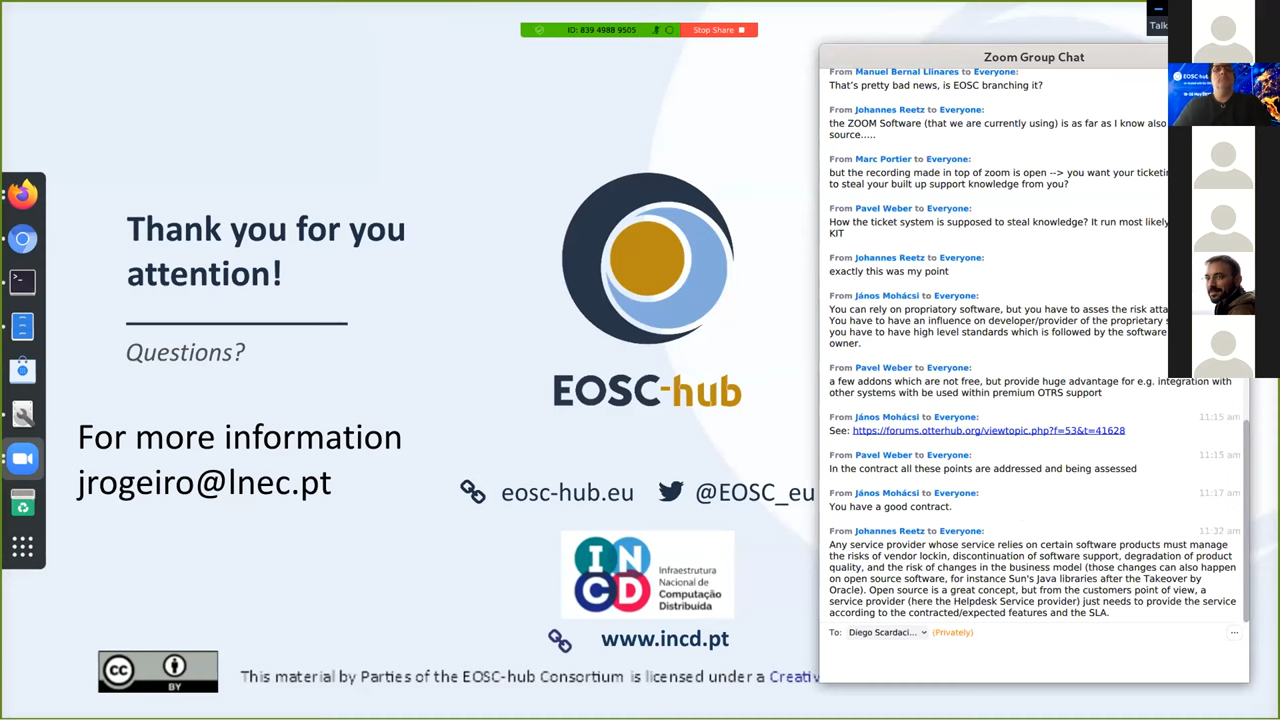 ID: 839 4988 9505
Stop Share
Talk
Thank you for you
attention!
Questions?
For more information
jrogeiro@lnec.pt
EOSC-hub
eosc-hub.eu
@EOSC_eu
INCD
Infraestrutura
Nacional de
Computação
Distribuída
www.incd.pt
CC BY
This material by Parties of the EOSC-hub Consortium is licensed under a Creativ
Zoom Group Chat
From Manuel Bernal Llinares to Everyone:
That's pretty bad news, is EOSC branching it?
From Johannes Reetz to Everyone:
the ZOOM Software (that we are currently using) is as far as I know also
source.....
From Marc Portier to Everyone:
but the recording made in top of zoom is open --> you want your ticketi
to steal your built up support knowledge from you?
From Pavel Weber to Everyone:
How the ticket system is supposed to steal knowledge? It run most likely
KIT
From Johannes Reetz to Everyone:
exactly this was my point
From János Mohácsi to Everyone:
You can rely on propriatory software, but you have to asses the risk atta
You have to have an influence on developer/provider of the proprietary s
you have to have high level standards which is followed by the software
owner.
From Pavel Weber to Everyone:
a few addons which are not free, but provide huge advantage for e.g. integration with
other systems with be used within premium OTRS support
From János Mohácsi to Everyone: 11:15 am
See: https://forums.otterhub.org/viewtopic.php?f=53&t=41628
From Pavel Weber to Everyone: 11:15 am
In the contract all these points are addressed and being assessed
From János Mohácsi to Everyone: 11:17 am
You have a good contract.
From Johannes Reetz to Everyone: 11:32 am
Any service provider whose service relies on certain software products must manage
the risks of vendor lockin, discontinuation of software support, degradation of product
quality, and the risk of changes in the business model (those changes can also happen
on open source software, for instance Sun's Java libraries after the Takeover by
Oracle). Open source is a great concept, but from the customers point of view, a
service provider (here the Helpdesk Service provider) just needs to provide the service
according to the contracted/expected features and the SLA.
To: Diego Scardaci... (Privately)
EOSC-hub